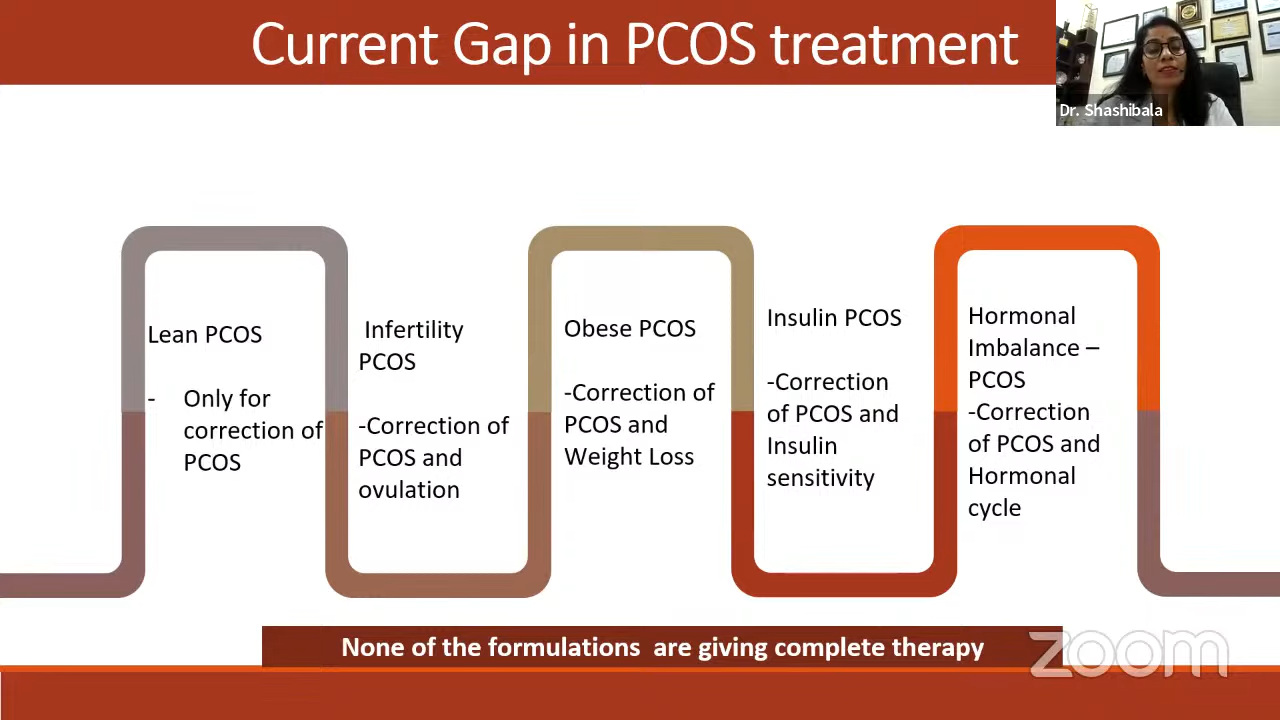 Current Gap in PCOS treatment
Dr. Shashibala
Lean PCOS
- Only for
correction of
PCOS
Infertility
PCOS
-Correction of
PCOS and
ovulation
Obese PCOS
-Correction of
PCOS and
Weight Loss
Insulin PCOS
-Correction
of PCOS and
Insulin
sensitivity
Hormonal
Imbalance –
PCOS
-Correction
of PCOS and
Hormonal
cycle
None of the formulations are giving complete therapy
zoom